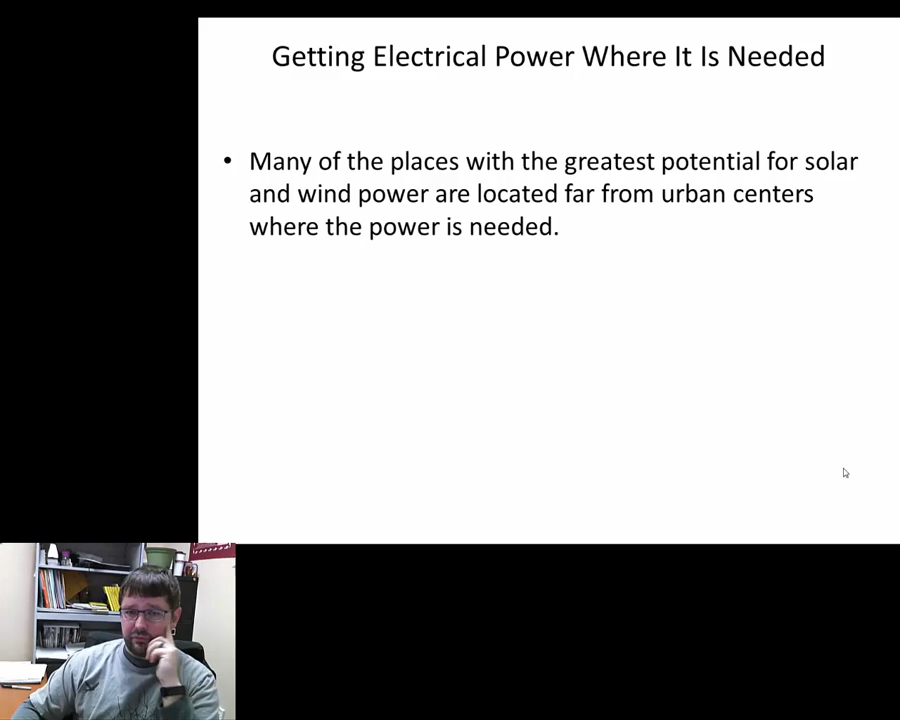 Getting Electrical Power Where It Is Needed
• Many of the places with the greatest potential for solar
and wind power are located far from urban centers
where the power is needed.